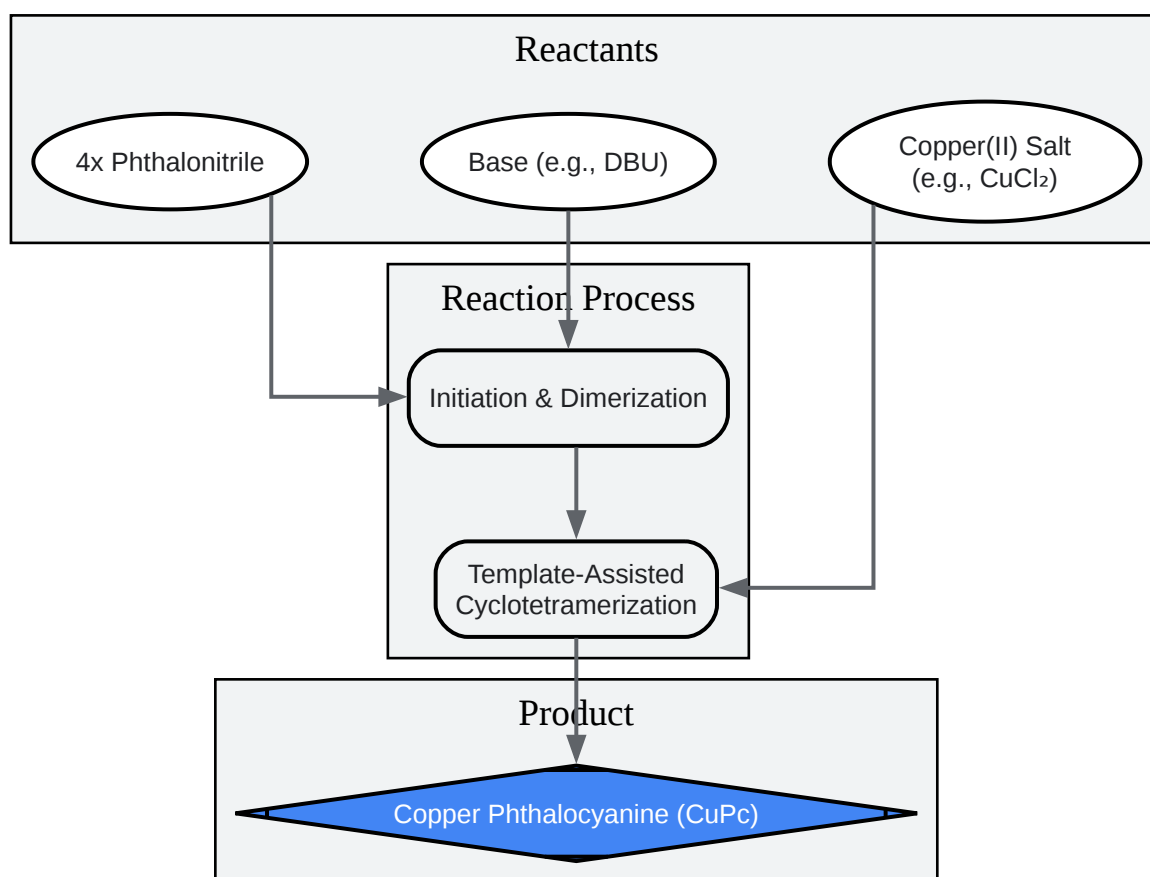 Reactants
4x Phthalonitrile
Base (e.g., DBU)
Copper(II) Salt
(e.g., CuCl₂)
Reaction Process
Initiation & Dimerization
Template-Assisted
Cyclotetramerization
Product
Copper Phthalocyanine (CuPc)